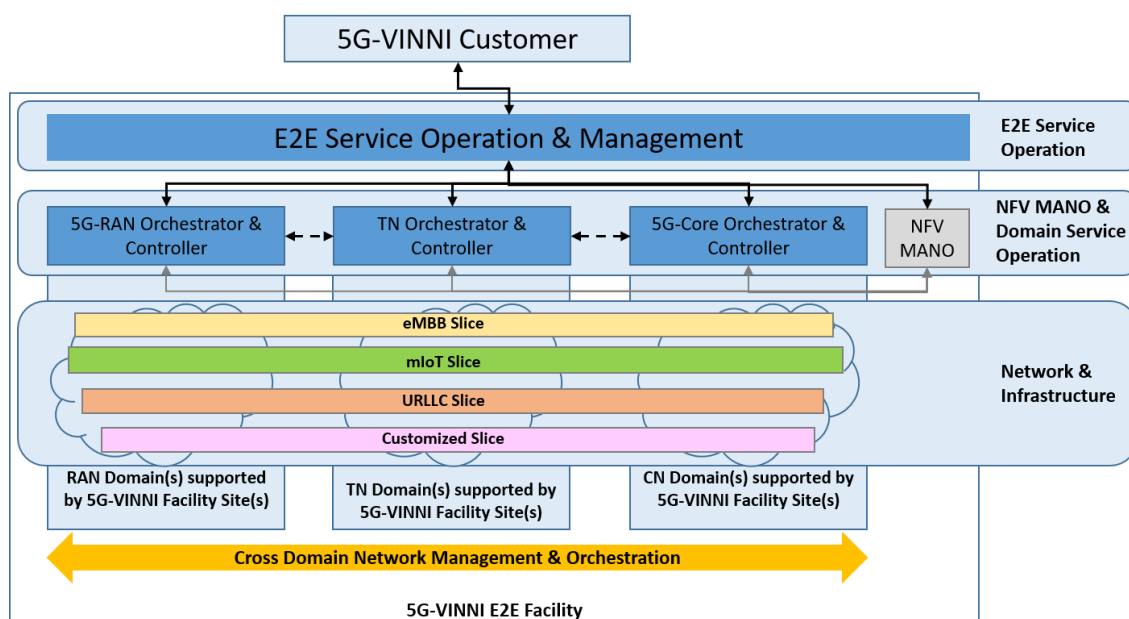 5G-VINNI Customer
E2E Service Operation & Management
E2E Service
Operation
5G-RAN Orchestrator &
Controller
TN Orchestrator &
Controller
5G-Core Orchestrator &
Controller
NFV
MANO
NFV MANO &
Domain Service
Operation
eMBB Slice
mIoT Slice
URLLC Slice
Customized Slice
Network &
Infrastructure
RAN Domain(s) supported
by 5G-VINNI Facility Site(s)
TN Domain(s) supported by
5G-VINNI Facility Site(s)
CN Domain(s) supported by
5G-VINNI Facility Site(s)
Cross Domain Network Management & Orchestration
5G-VINNI E2E Facility